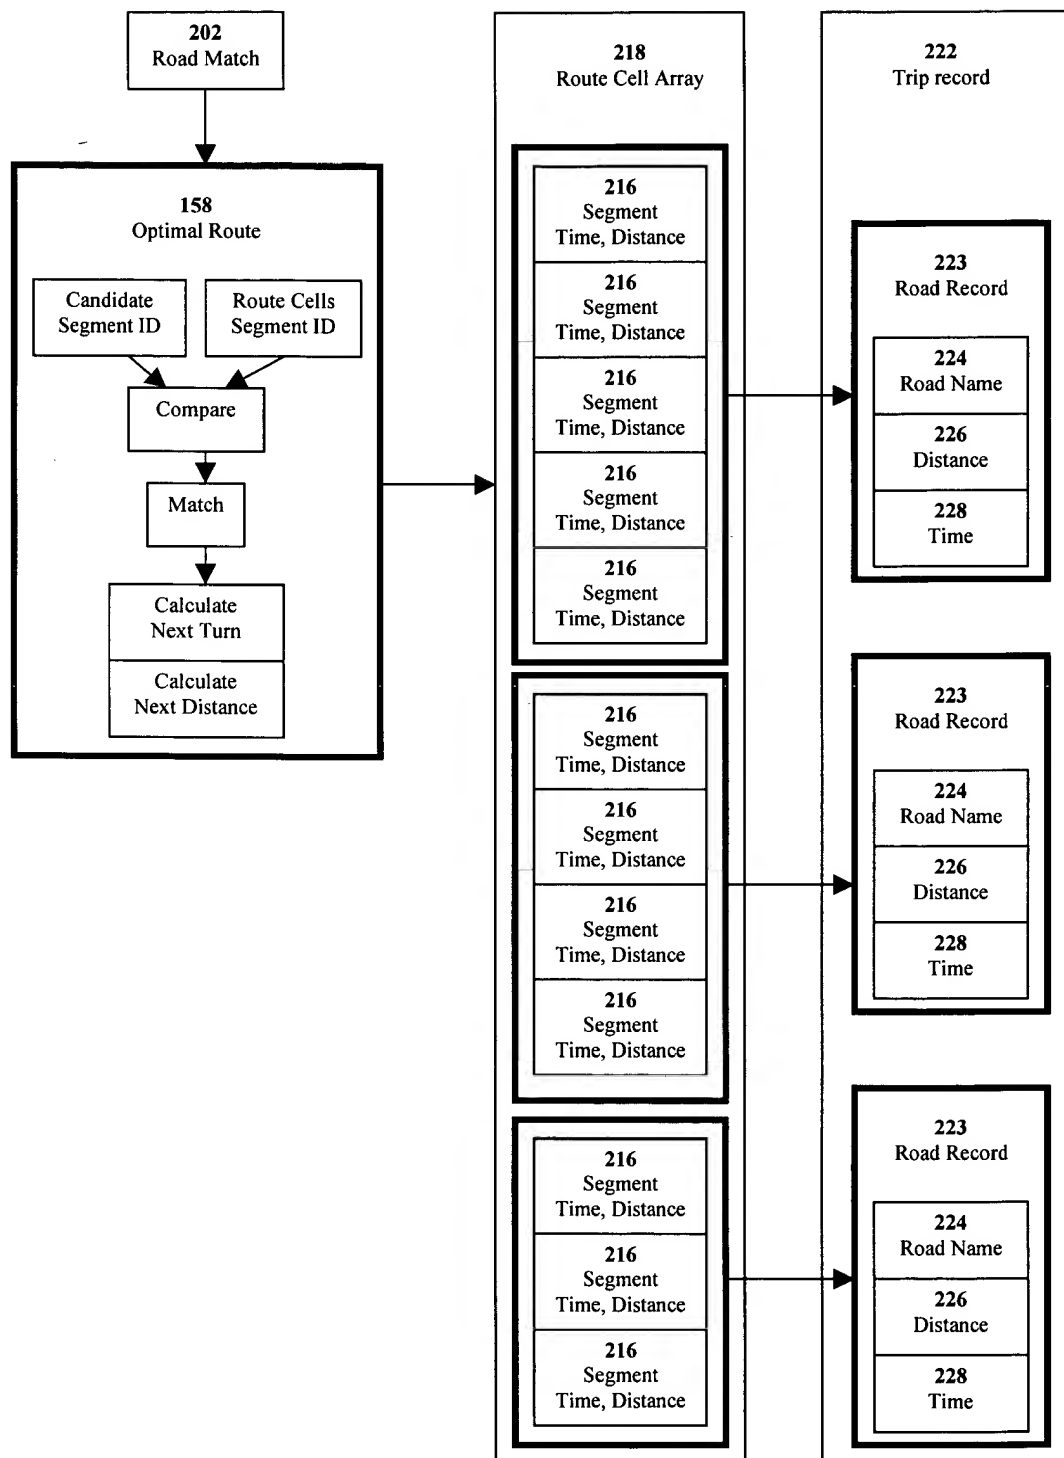 202
Road Match
158
Optimal Route
Candidate
Segment ID
Route Cells
Segment ID
Compare
Match
Calculate
Next Turn
Calculate
Next Distance
218
Route Cell Array
216
Segment
Time, Distance
216
Segment
Time, Distance
216
Segment
Time, Distance
216
Segment
Time, Distance
216
Segment
Time, Distance
216
Segment
Time, Distance
216
Segment
Time, Distance
216
Segment
Time, Distance
216
Segment
Time, Distance
216
Segment
Time, Distance
216
Segment
Time, Distance
216
Segment
Time, Distance
222
Trip record
223
Road Record
224
Road Name
226
Distance
228
Time
223
Road Record
224
Road Name
226
Distance
228
Time
223
Road Record
224
Road Name
226
Distance
228
Time